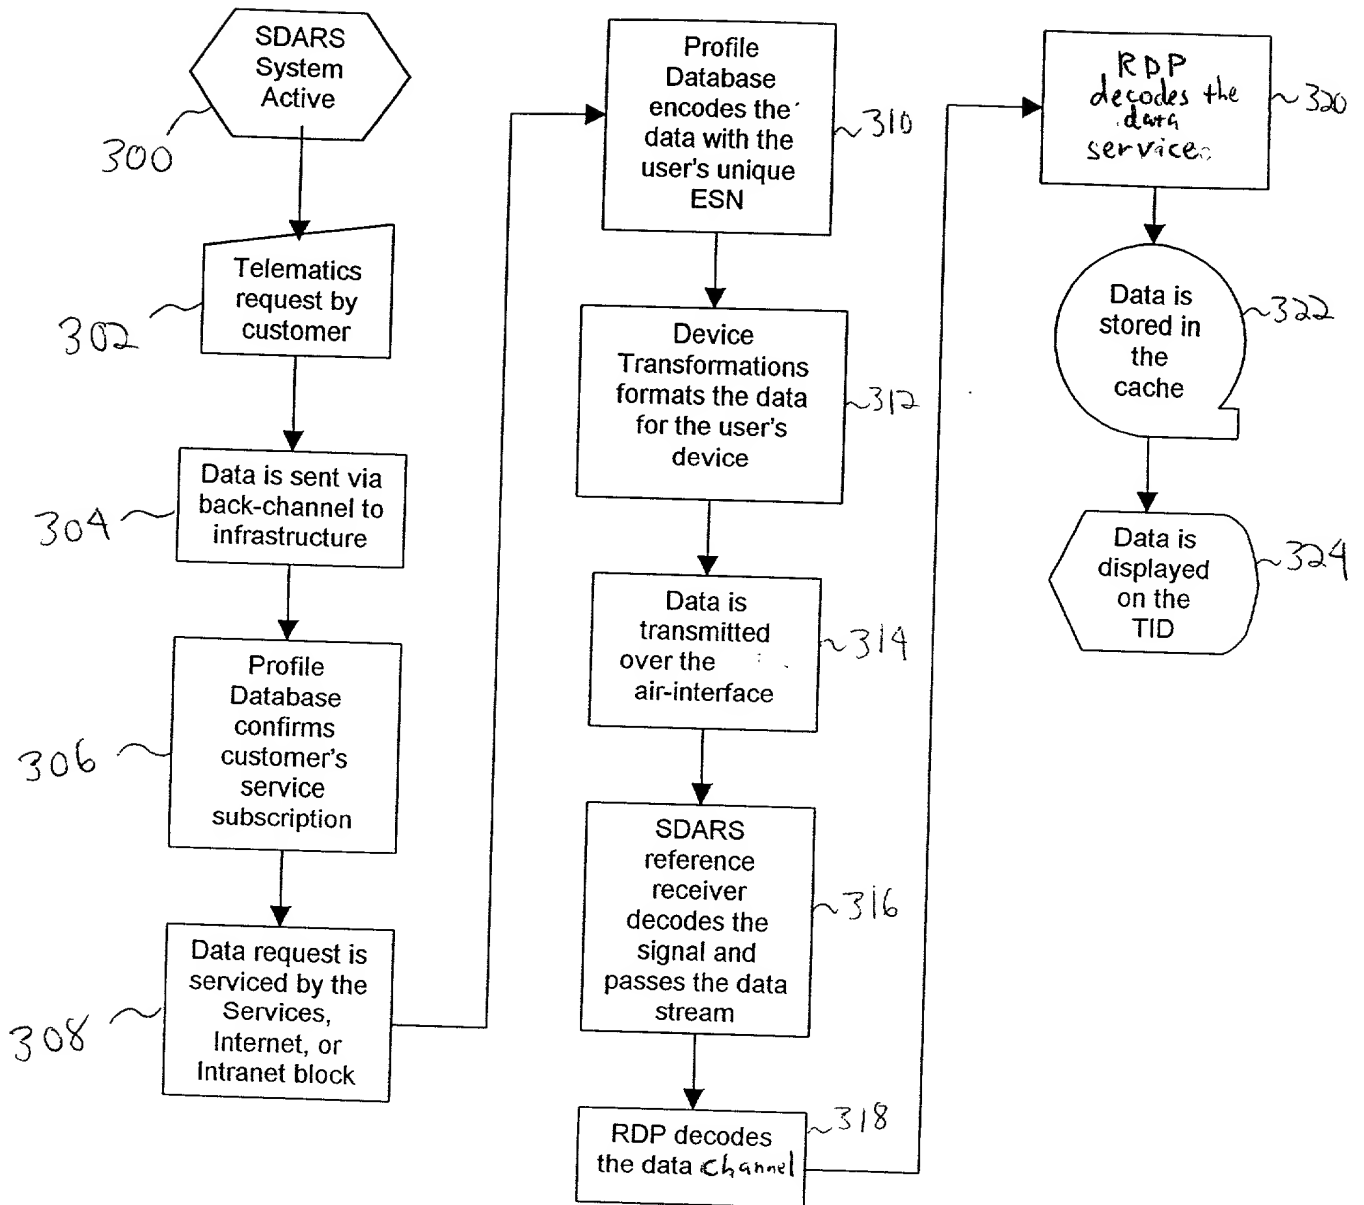 SDARS
System
Active
300
Telematics
request by
customer
302
Data is sent via
back-channel to
infrastructure
304
Profile
Database
confirms
customer's
service
subscription
306
Data request is
serviced by the
Services,
Internet, or
Intranet block
308
Profile
Database
encodes the
data with the
user's unique
ESN
310
Device
Transformations
formats the data
for the user's
device
312
Data is
transmitted
over the
air-interface
314
SDARS
reference
receiver
decodes the
signal and
passes the data
stream
316
RDP decodes
the data channel
318
RDP
decodes the
data
service.
320
Data is
stored in
the
cache
322
Data is
displayed
on the
TID
324